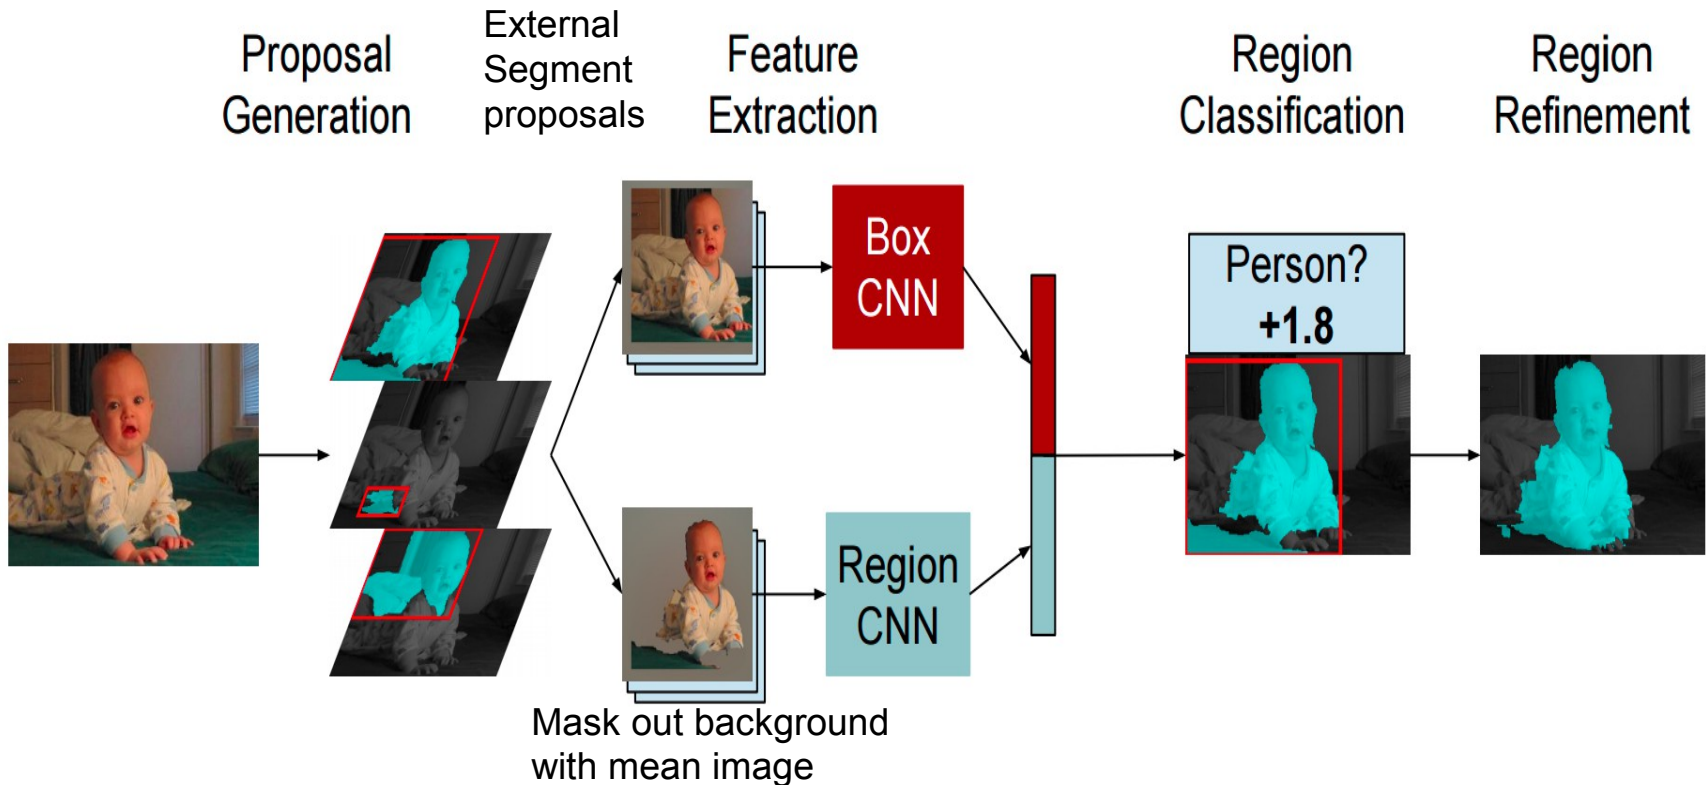 Proposal
Generation
External
Segment
proposals
Feature
Extraction
Region
Classification
Region
Refinement
Box
CNN
Person?
+1.8
Region
CNN
Mask out background
with mean image